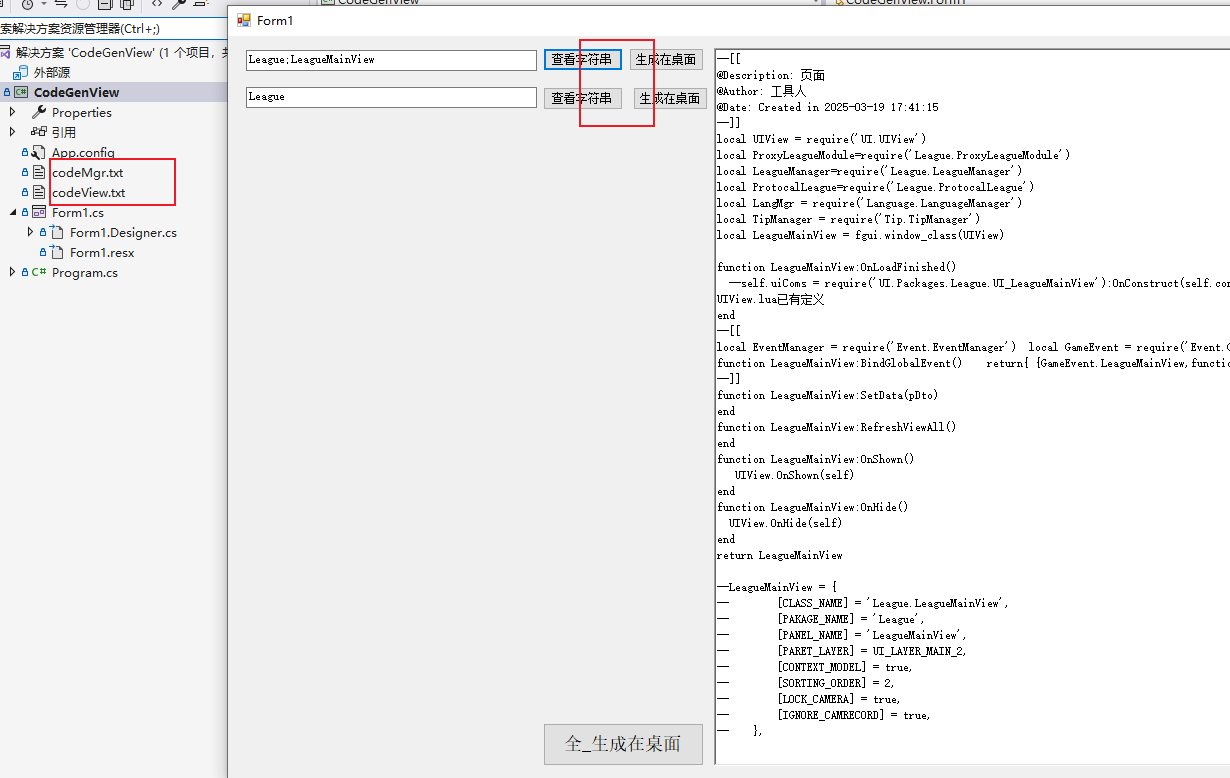 CodeGenView
CodeGenView.Form1
索解决方案资源管理器(Ctrl+;)
解决方案 'CodeGenView' (1 个项目，共
外部源
CodeGenView
Properties
引用
App.config
codeMgr.txt
codeView.txt
Form1.cs
Form1.Designer.cs
Form1.resx
Program.cs
Form1
League;LeagueMainView
查看字符串
生成在桌面
League
查看字符串
生成在桌面
全_生成在桌面
--[[
@Description: 页面
@Author: 工具人
@Date: Created in 2025-03-19 17:41:15
--]]
local UIView = require('UI.UIView')
local ProxyLeagueModule=require('League.ProxyLeagueModule')
local LeagueManager=require('League.LeagueManager')
local ProtocalLeague=require('League.ProtocalLeague')
local LangMgr = require('Language.LanguageManager')
local TipManager = require('Tip.TipManager')
local LeagueMainView = fgui.window_class(UIView)
function LeagueMainView:OnLoadFinished()
--self.uiComs = require('UI.Packages.League.UI_LeagueMainView'):OnConstruct(self.con
UIView.lua已有定义
end
--[[
local EventManager = require('Event.EventManager') local GameEvent = require('Event.G
function LeagueMainView:BindGlobalEvent() return{ {GameEvent.LeagueMainView,functio
--]]
function LeagueMainView:SetData(pDto)
end
function LeagueMainView:RefreshViewAll()
end
function LeagueMainView:OnShown()
UIView.OnShown(self)
end
function LeagueMainView:OnHide()
UIView.OnHide(self)
end
return LeagueMainView
--LeagueMainView = {
-- [CLASS_NAME] = 'League.LeagueMainView',
-- [PAKAGE_NAME] = 'League',
-- [PANEL_NAME] = 'LeagueMainView',
-- [PARET_LAYER] = UI_LAYER_MAIN_2,
-- [CONTEXT_MODEL] = true,
-- [SORTING_ORDER] = 2,
-- [LOCK_CAMERA] = true,
-- [IGNORE_CAMRECORD] = true,
-- },